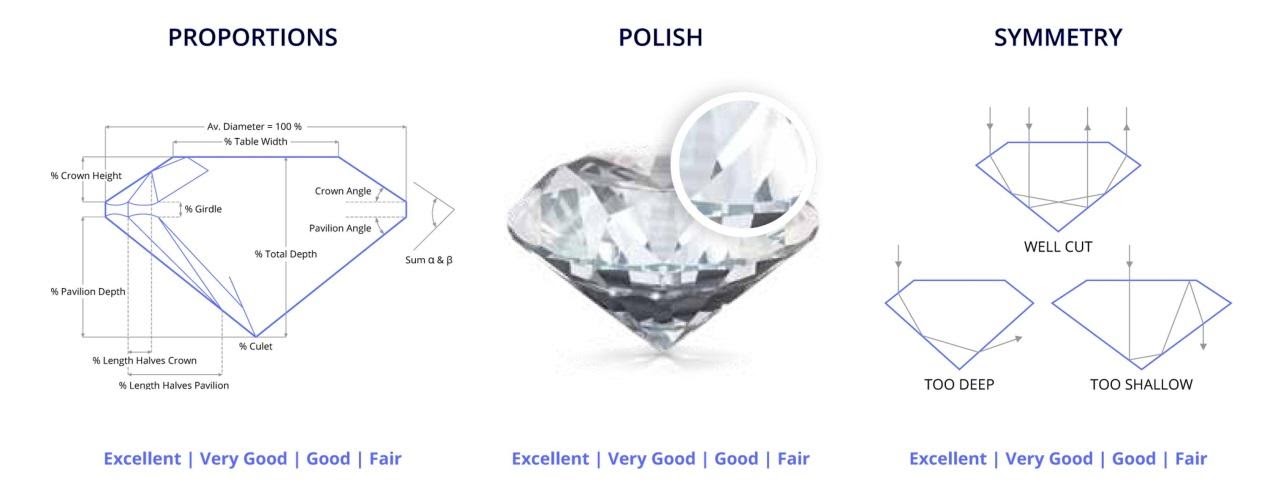 PROPORTIONS
Av. Diameter = 100 %
% Table Width
% Crown Height
Crown Angle
% Girdle
Pavilion Angle
% Total Depth
Sum α & β
% Pavilion Depth
% Culet
% Length Halves Crown
% Length Halves Pavilion
Excellent | Very Good | Good | Fair
POLISH
Excellent | Very Good | Good | Fair
SYMMETRY
WELL CUT
TOO DEEP
TOO SHALLOW
Excellent | Very Good | Good | Fair